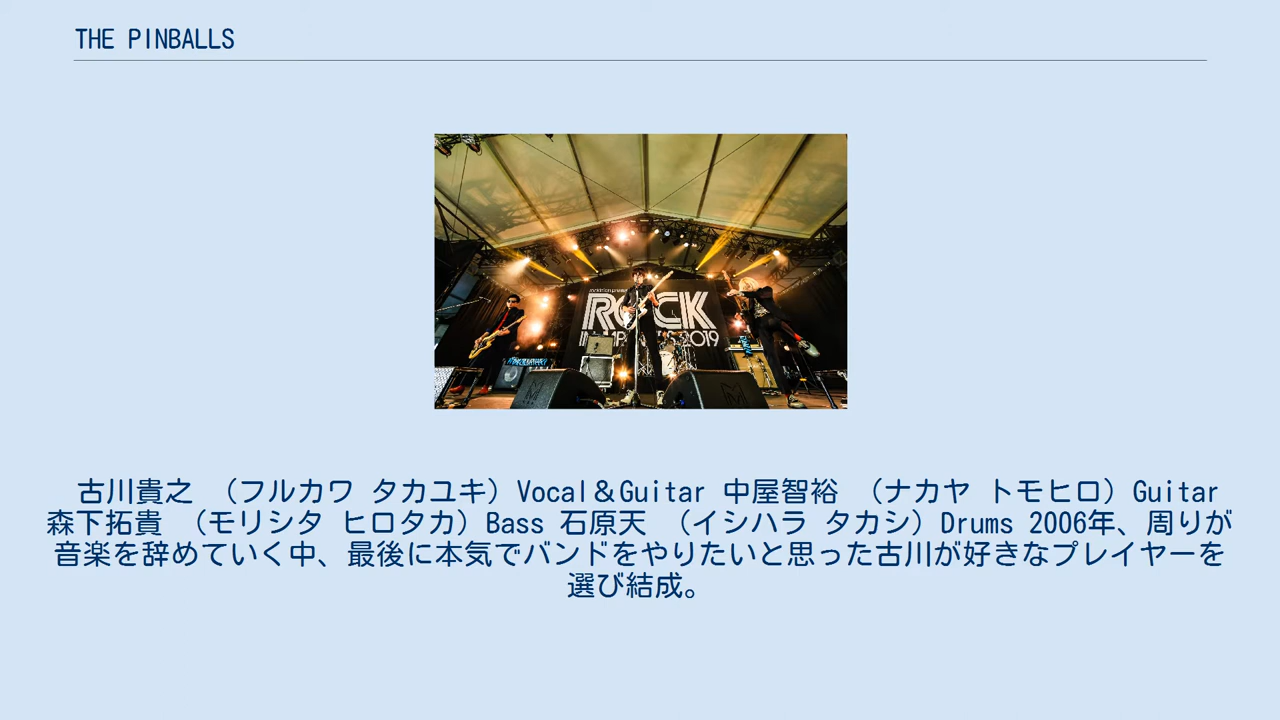 THE PINBALLS
ROCK
2019
古川貴之 （フルカワ タカユキ）Vocal＆Guitar 中屋智裕 （ナカヤ トモヒロ）Guitar
森下拓貴 （モリシタ ヒロタカ）Bass 石原天 （イシハラ タカシ）Drums 2006年、周りが
音楽を辞めていく中、最後に本気でバンドをやりたいと思った古川が好きなプレイヤーを
選び結成。